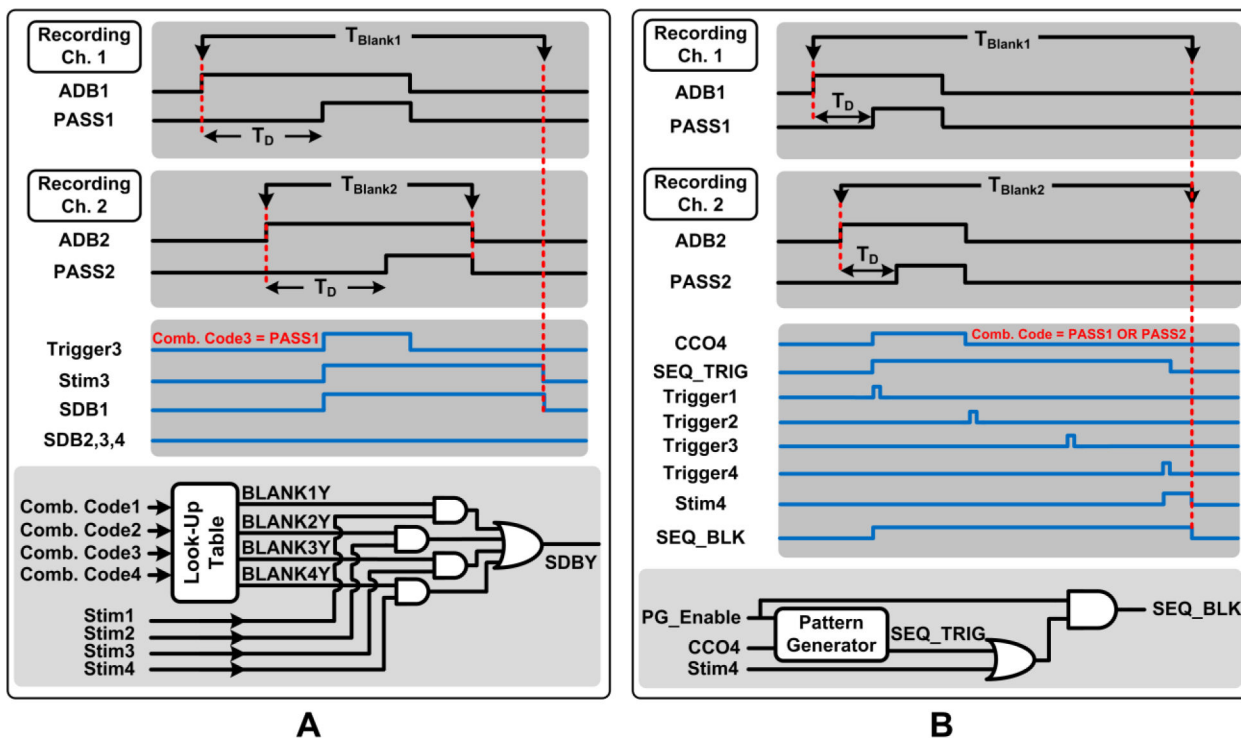 Recording
Ch. 1
TBlank1
ADB1
PASS1
TD
Recording
Ch. 2
TBlank2
ADB2
PASS2
TD
Comb. Code3 = PASS1
Trigger3
Stim3
SDB1
SDB2,3,4
Comb. Code1
Comb. Code2
Comb. Code3
Comb. Code4
Look-Up
Table
BLANK1Y
BLANK2Y
BLANK3Y
BLANK4Y
SDBY
Stim1
Stim2
Stim3
Stim4
A
Recording
Ch. 1
TBlank1
ADB1
TD
PASS1
Recording
Ch. 2
TBlank2
ADB2
TD
PASS2
CCO4
Comb. Code = PASS1 OR PASS2
SEQ_TRIG
Trigger1
Trigger2
Trigger3
Trigger4
Stim4
SEQ_BLK
PG_Enable
CCO4
Stim4
Pattern
Generator
SEQ_TRIG
SEQ_BLK
B